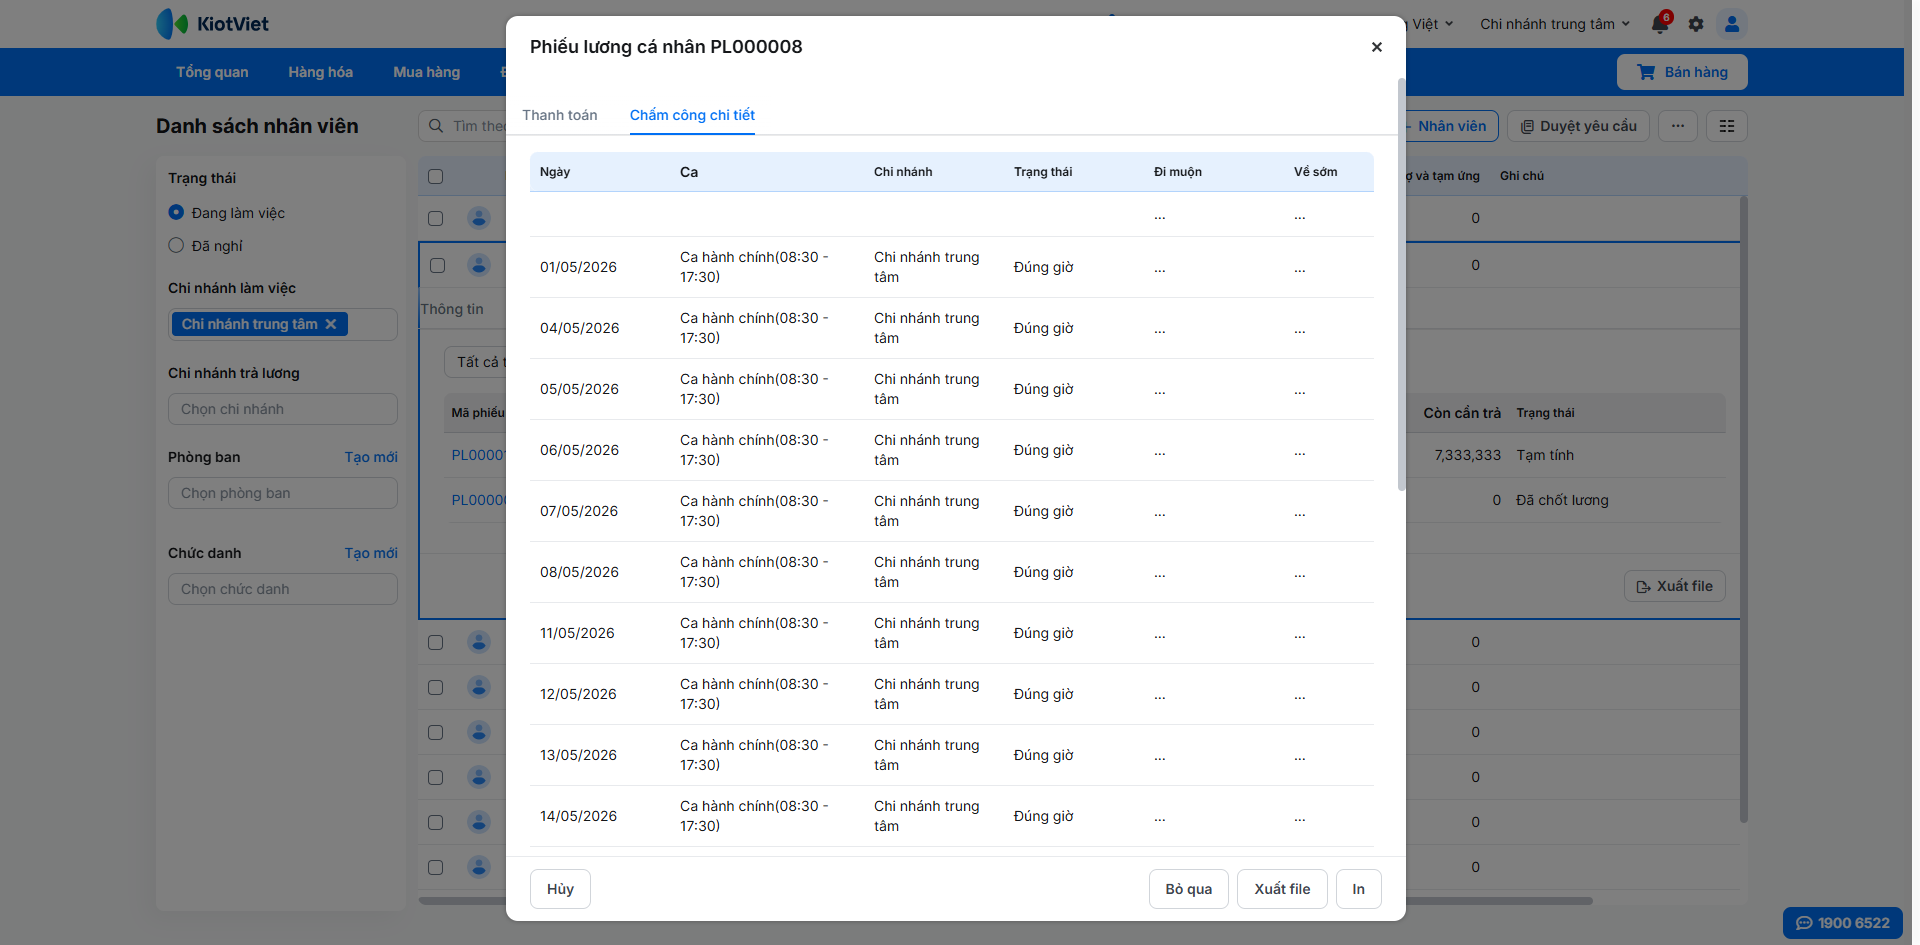 KiotViet
Việt
Chi nhánh trung tâm
6
Tổng quan
Hàng hóa
Mua hàng
Bán hàng
Danh sách nhân viên
Nhân viên
Duyệt yêu cầu
Trạng thái
Đang làm việc
Đã nghỉ
Chi nhánh làm việc
Chi nhánh trung tâm
Chi nhánh trả lương
Chọn chi nhánh
Phòng ban
Tạo mới
Chọn phòng ban
Chức danh
Tạo mới
Chọn chức danh
và tạm ứng
Ghi chú
0
0
Thông tin
Tất cả
Mã phiếu
Còn cần trả
Trạng thái
7,333,333
Tạm tính
0
Đã chốt lương
Xuất file
0
0
0
0
0
0
Phiếu lương cá nhân PL000008
Thanh toán
Chấm công chi tiết
Ngày
Ca
Chi nhánh
Trạng thái
Đi muộn
Về sớm
... ...
01/05/2026
Ca hành chính(08:30 -
17:30)
Chi nhánh trung
tâm
Đúng giờ
... ...
04/05/2026
Ca hành chính(08:30 -
17:30)
Chi nhánh trung
tâm
Đúng giờ
... ...
05/05/2026
Ca hành chính(08:30 -
17:30)
Chi nhánh trung
tâm
Đúng giờ
... ...
06/05/2026
Ca hành chính(08:30 -
17:30)
Chi nhánh trung
tâm
Đúng giờ
... ...
07/05/2026
Ca hành chính(08:30 -
17:30)
Chi nhánh trung
tâm
Đúng giờ
... ...
08/05/2026
Ca hành chính(08:30 -
17:30)
Chi nhánh trung
tâm
Đúng giờ
... ...
11/05/2026
Ca hành chính(08:30 -
17:30)
Chi nhánh trung
tâm
Đúng giờ
... ...
12/05/2026
Ca hành chính(08:30 -
17:30)
Chi nhánh trung
tâm
Đúng giờ
... ...
13/05/2026
Ca hành chính(08:30 -
17:30)
Chi nhánh trung
tâm
Đúng giờ
... ...
14/05/2026
Ca hành chính(08:30 -
17:30)
Chi nhánh trung
tâm
Đúng giờ
... ...
Hủy
Bỏ qua
Xuất file
In
1900 6522